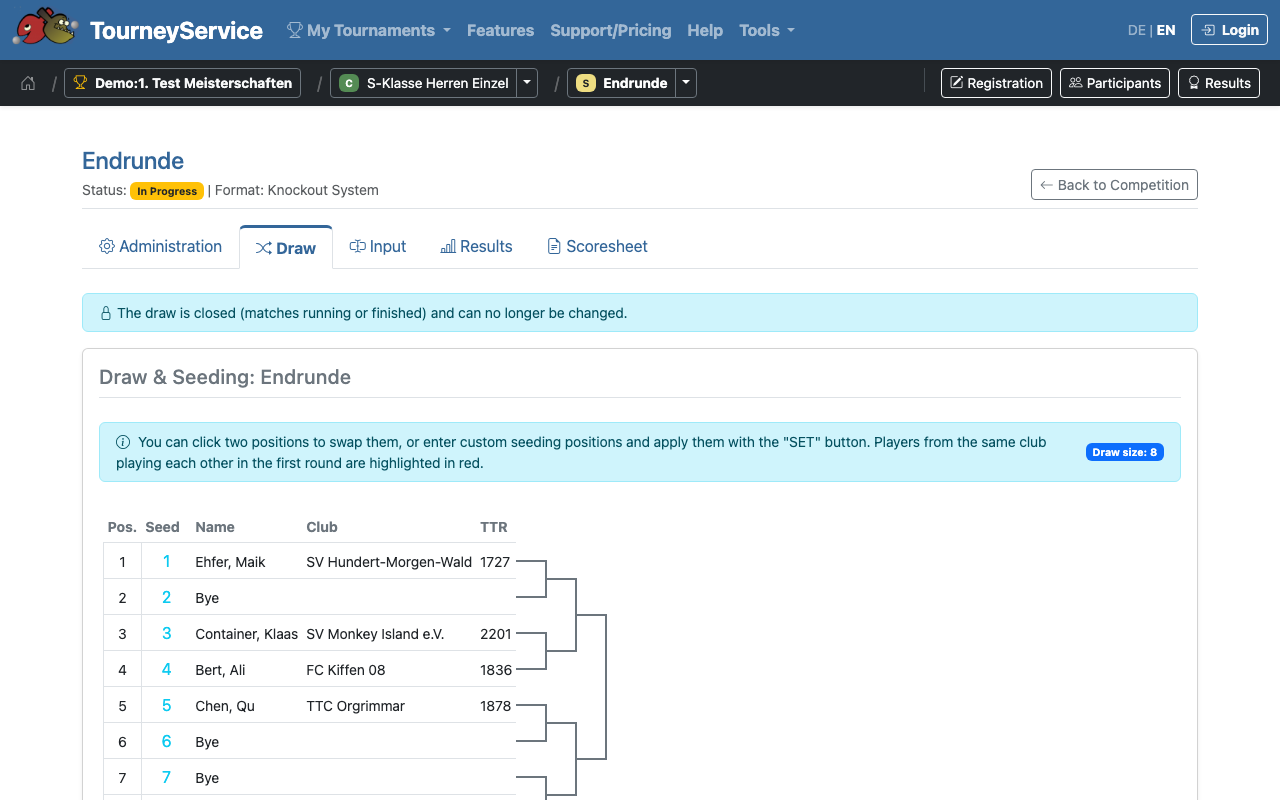 TourneyService
My Tournaments
Features
Support/Pricing
Help
Tools
DE | EN
Login
/ Demo:1. Test Meisterschaften / C S-Klasse Herren Einzel / S Endrunde
Registration
Participants
Results
Endrunde
Status: In Progress | Format: Knockout System
← Back to Competition
Administration
Draw
Input
Results
Scoresheet
The draw is closed (matches running or finished) and can no longer be changed.
Draw & Seeding: Endrunde
You can click two positions to swap them, or enter custom seeding positions and apply them with the "SET" button. Players from the same club
playing each other in the first round are highlighted in red.
Draw size: 8
Pos. Seed Name Club TTR
1 1 Ehfer, Maik SV Hundert-Morgen-Wald 1727
2 2 Bye
3 3 Container, Klaas SV Monkey Island e.V. 2201
4 4 Bert, Ali FC Kiffen 08 1836
5 5 Chen, Qu TTC Orgrimmar 1878
6 6 Bye
7 7 Bye